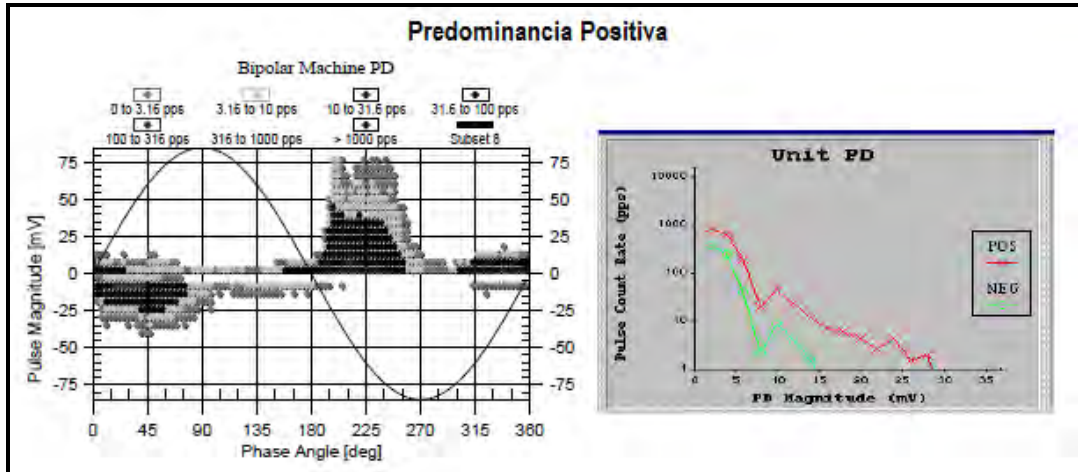 Predominancia Positiva
Bipolar Machine PD
0 to 3.16 pps 3.16 to 10 pps 10 to 31.6 pps 31.6 to 100 pps
100 to 316 pps 316 to 1000 pps > 1000 pps Subset 8
75 75
50 50
25 25
0 0
-25 -25
-50 -50
-75 -75
Pulse Magnitude [mV]
0 45 90 135 180 225 270 315 360
Phase Angle [deg]
Unit PD
10000
1000
100
10
1
Pulse Count Rate (pps)
0 5 10 15 20 25 30 35
PD Magnitude (mV)
POS
NEG